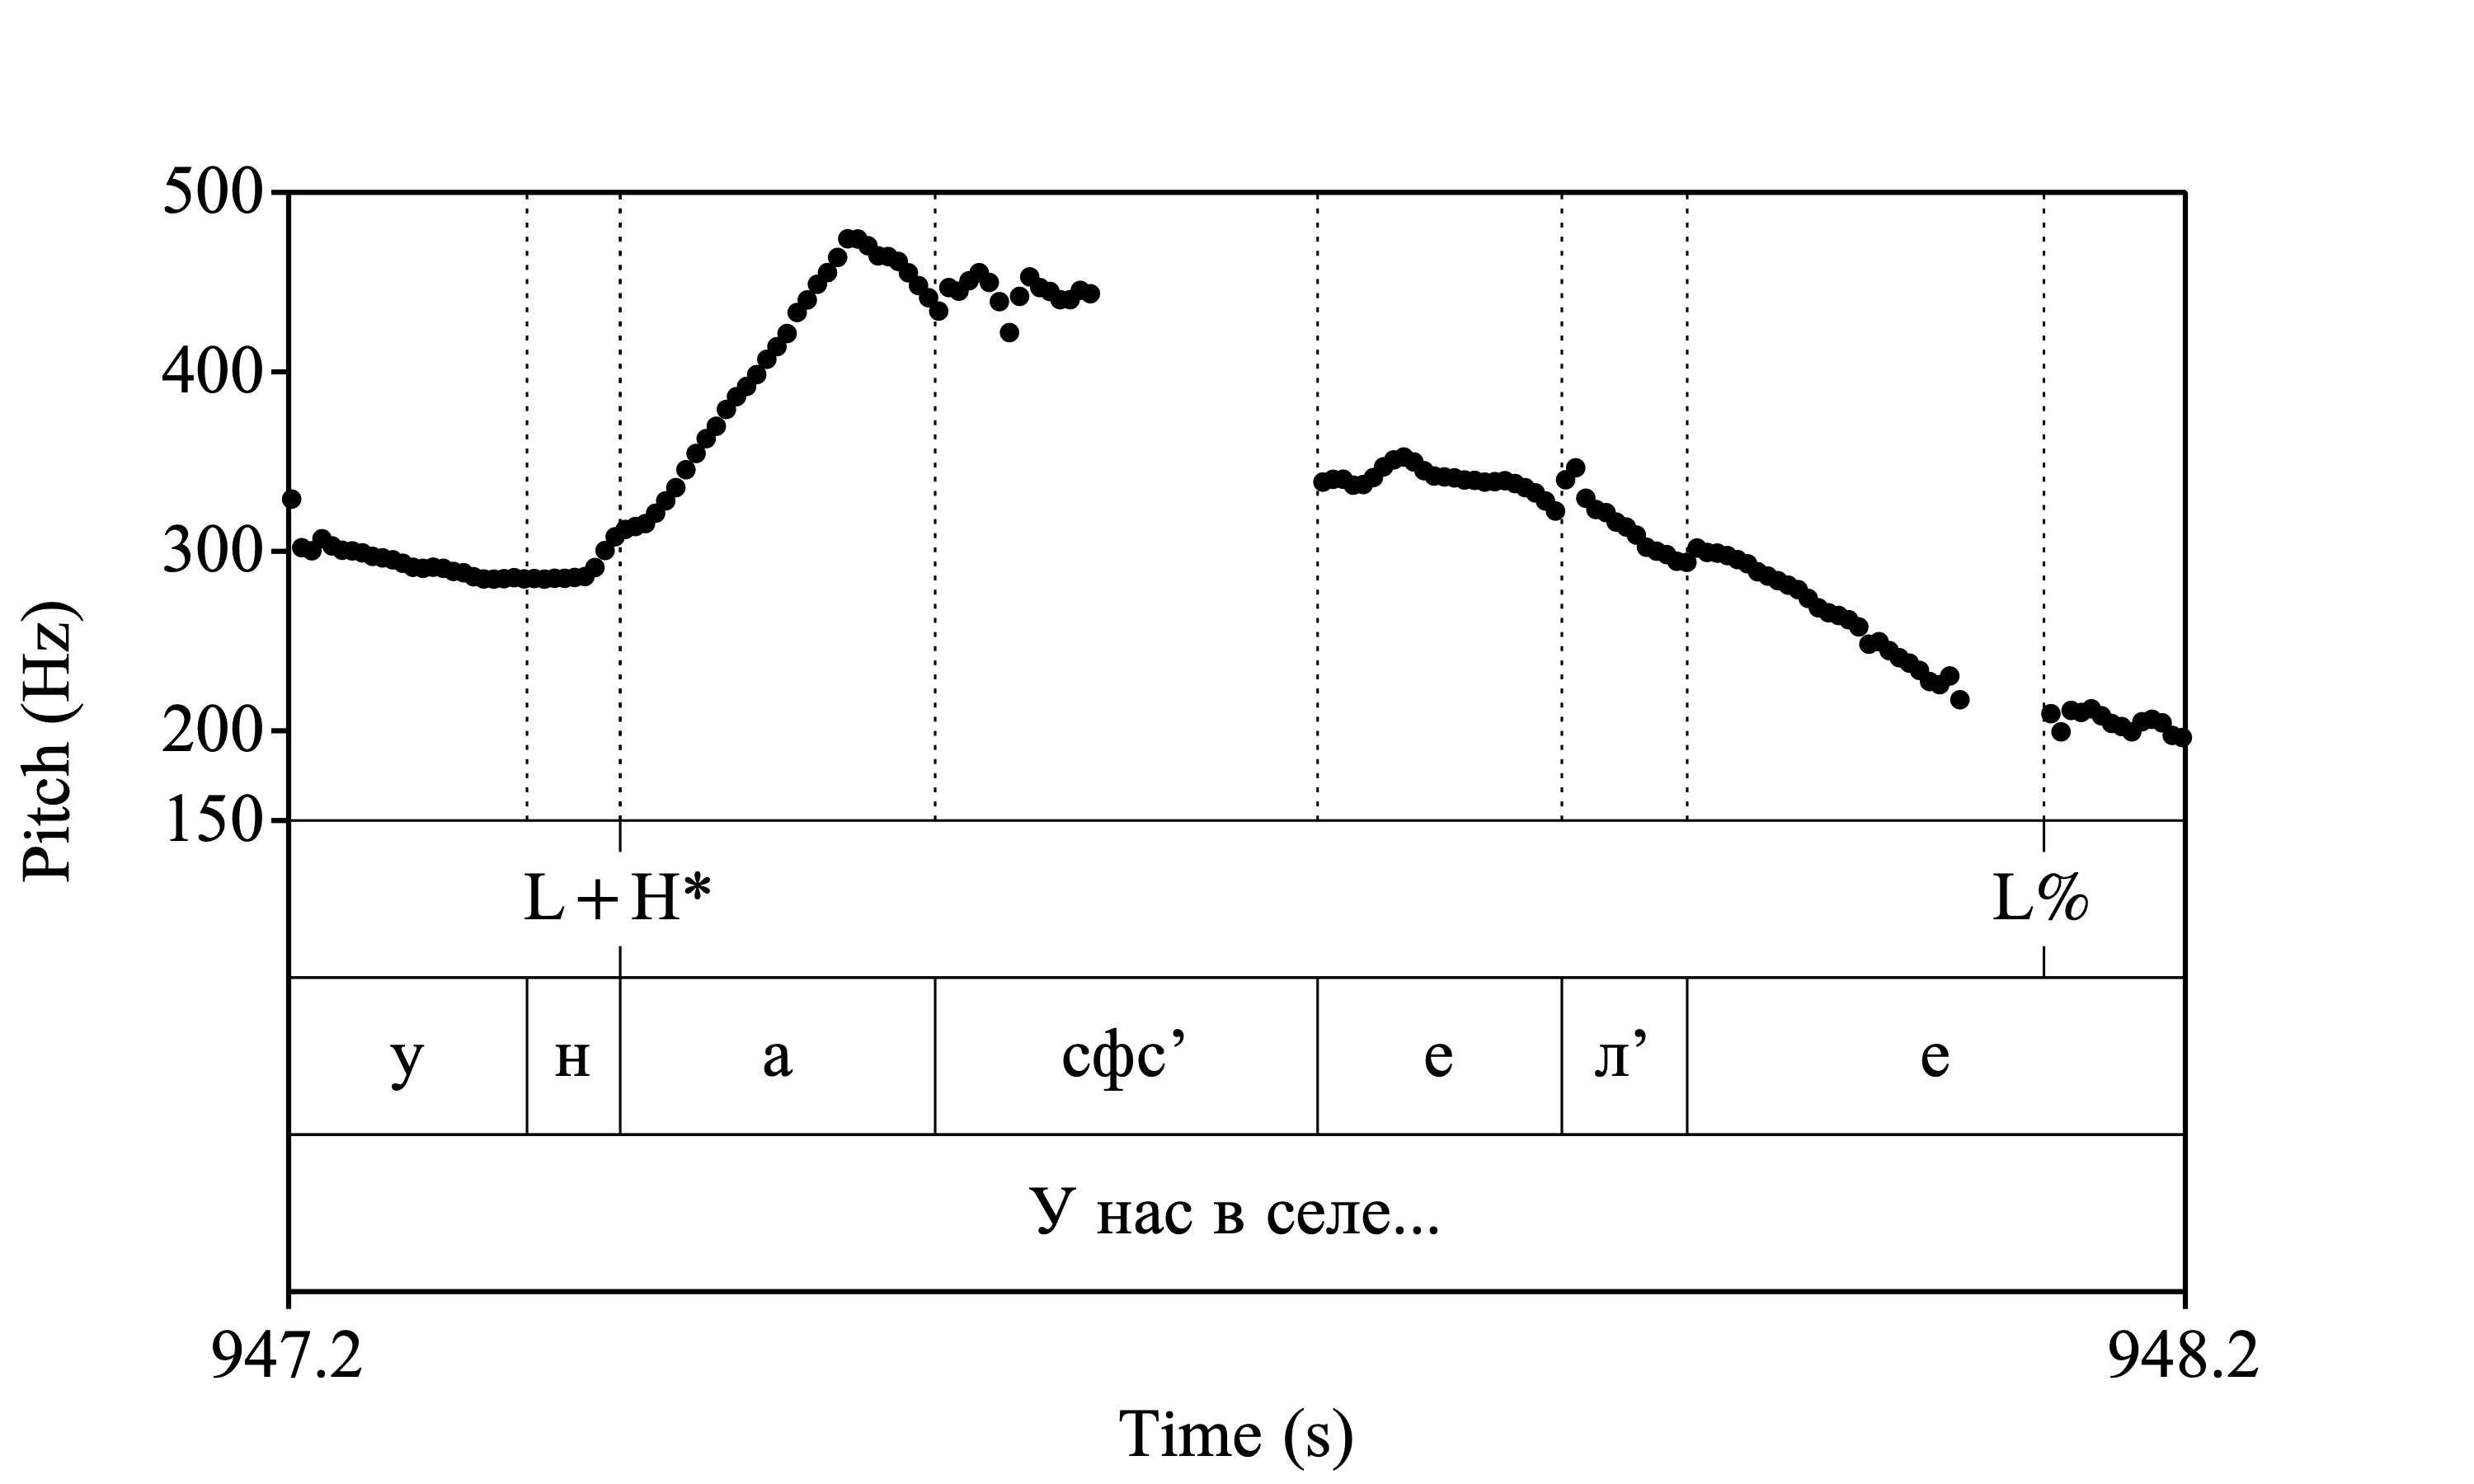 500
400
300
200
150
Pitch (Hz)
L+H* L%
у н а сфс’ е л’ е
У нас в селе...
947.2 948.2
Time (s)